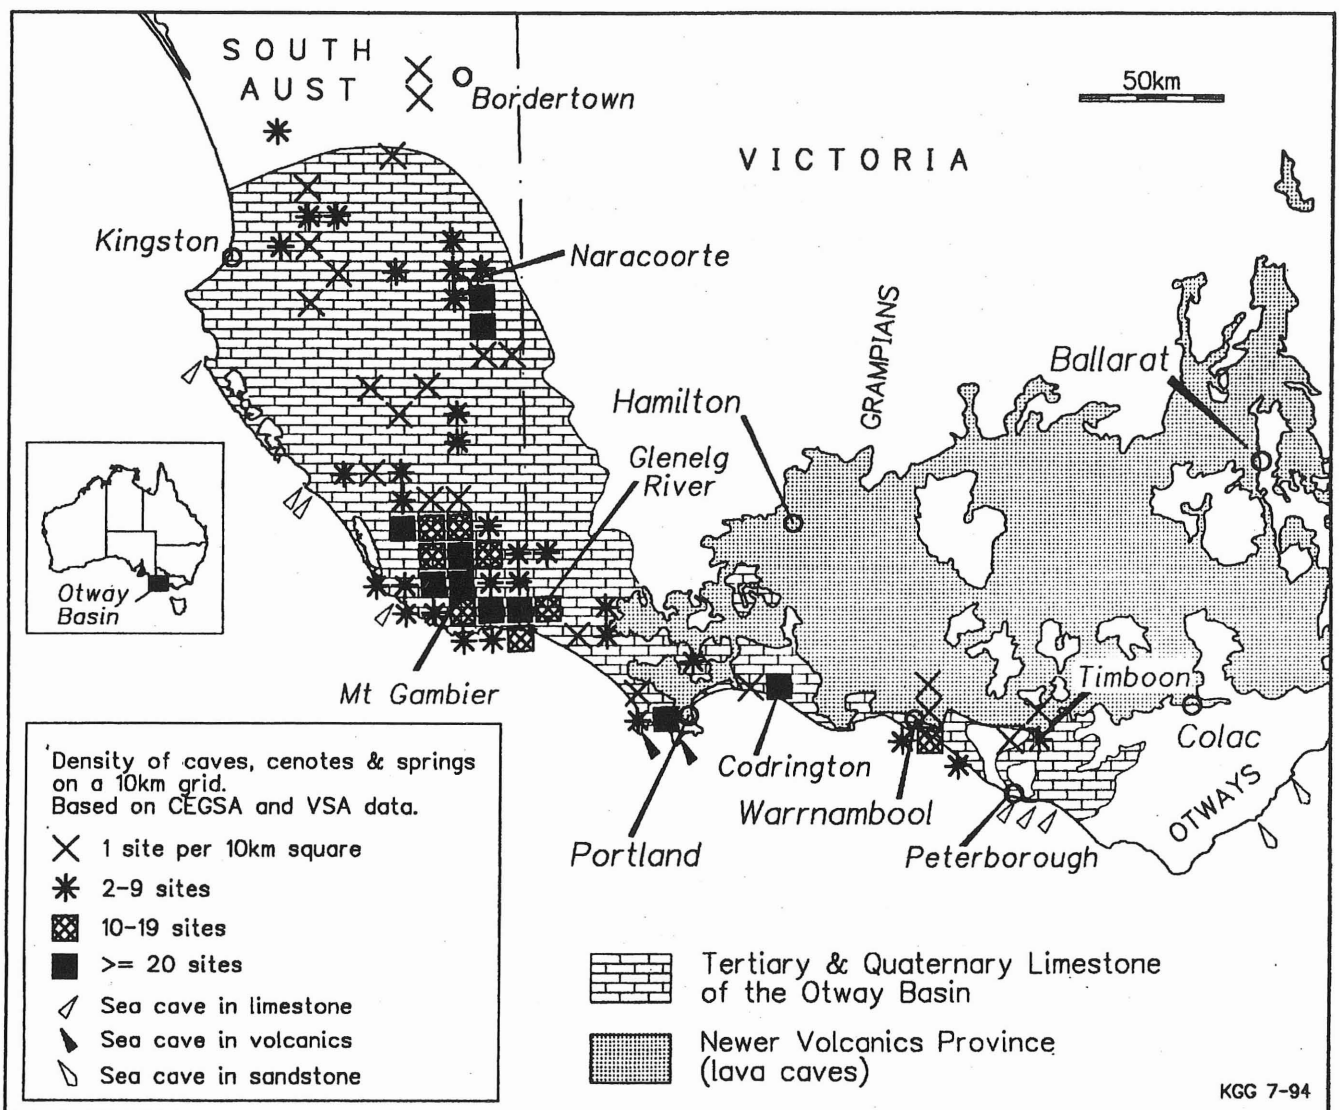 SOUTH
AUST
Bordertown
50km
VICTORIA
Kingston
Naracoorte
GRAMPIANS
Ballarat
Hamilton
Glenelg
River
Otway
Basin
Mt Gambier
Timboon
Colac
Codrington
OTWAYS
Warrnambool
Portland
Peterborough
Density of caves, cenotes & springs
on a 10km grid.
Based on CEGSA and VSA data.
1 site per 10km square
2-9 sites
10-19 sites
>= 20 sites
Sea cave in limestone
Sea cave in volcanics
Sea cave in sandstone
Tertiary & Quaternary Limestone
of the Otway Basin
Newer Volcanics Province
(lava caves)
KGG 7-94